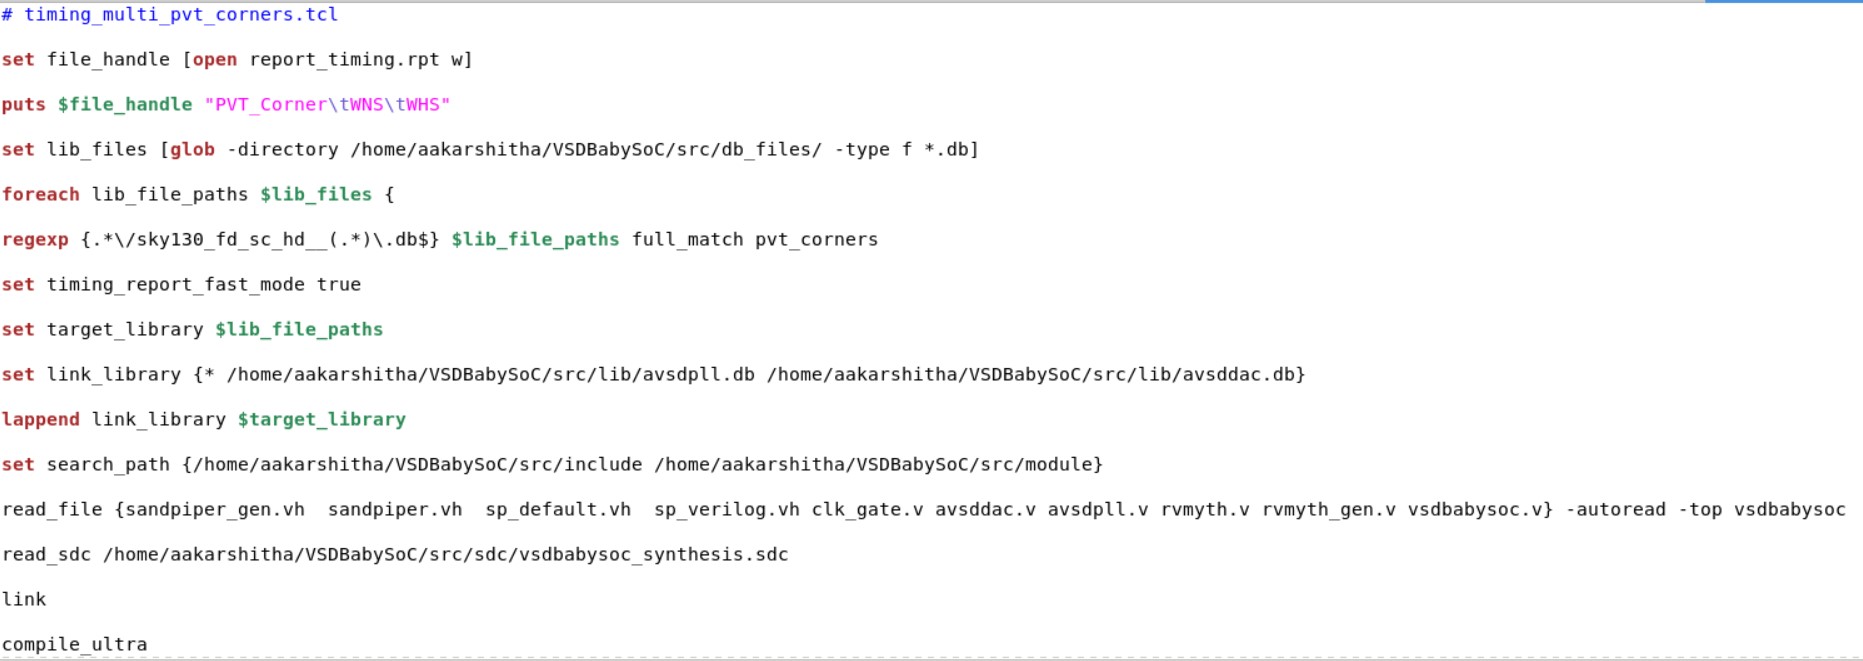 # timing_multi_pvt_corners.tcl
set file_handle [open report_timing.rpt w]
puts $file_handle "PVT_Corner\tWNS\tWHS"
set lib_files [glob -directory /home/aakarshitha/VSDBabySoC/src/db_files/ -type f *.db]
foreach lib_file_paths $lib_files {
regexp {.*\/sky130_fd_sc_hd__(.*)\.db$} $lib_file_paths full_match pvt_corners
set timing_report_fast_mode true
set target_library $lib_file_paths
set link_library {* /home/aakarshitha/VSDBabySoC/src/lib/avsdpll.db /home/aakarshitha/VSDBabySoC/src/lib/avsddac.db}
lappend link_library $target_library
set search_path {/home/aakarshitha/VSDBabySoC/src/include /home/aakarshitha/VSDBabySoC/src/module}
read_file {sandpiper_gen.vh  sandpiper.vh  sp_default.vh  sp_verilog.vh clk_gate.v avsddac.v avsdpll.v rvmyth.v rvmyth_gen.v vsdbabysoc.v} -autoread -top vsdbabysoc
read_sdc /home/aakarshitha/VSDBabySoC/src/sdc/vsdbabysoc_synthesis.sdc
link
compile_ultra